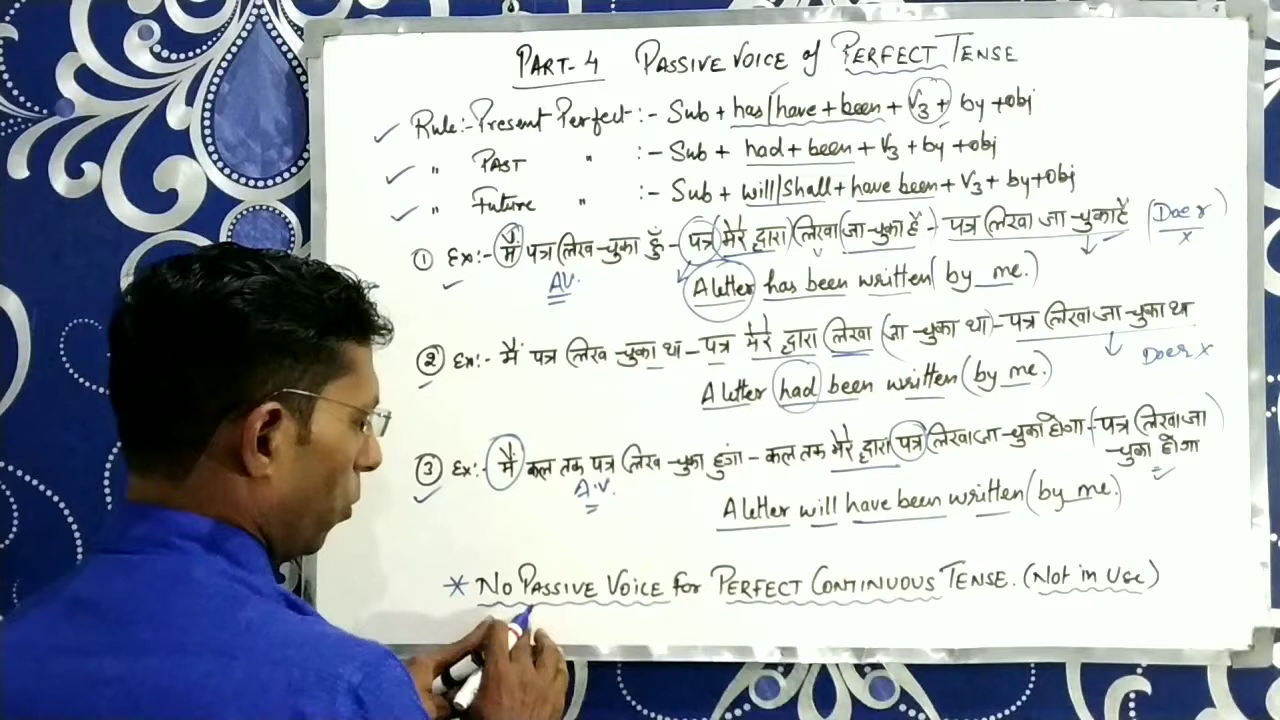 PART-4 PASSIVE VOICE of PERFECT TENSE
Rule:- Present Perfect :- Sub + has/have + been + V3 + by + obj
" PAST " :- Sub + had + been + V3 + by + obj
" Future " :- Sub + will/Shall + have been + V3 + by + obj
① Ex:- मैं पत्र लिख चुका हूँ - पत्र (मेरे द्वारा) लिखा (जा चुका है) - पत्र लिखा जा चुका है (Doer x)
AV. A letter has been written (by me.)
② Ex:- मैं पत्र लिख चुका था - पत्र मेरे द्वारा लिखा (जा चुका था) - पत्र लिखा जा चुका था
A letter had been written (by me.) Doer x
③ Ex:- मैं कल तक पत्र लिख चुका हुंगा - कल तक मेरे द्वारा पत्र लिखा जा चुका होगा - (पत्र लिखा जा
चुका होगा)
A.V. A letter will have been written (by me.)
* NO PASSIVE VOICE for PERFECT CONTINUOUS TENSE. (Not in Use)